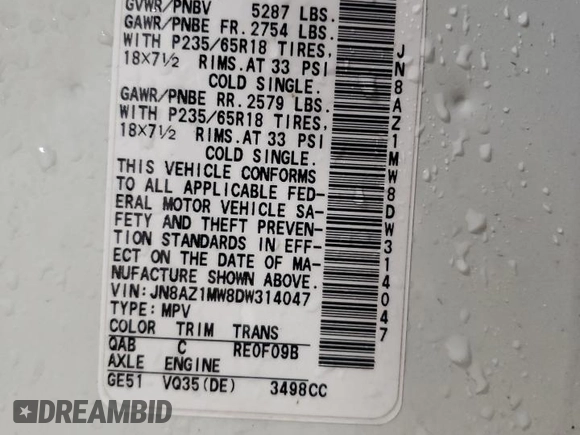 GVWR/PNBV 5287 LBS.
GAWR/PNBE FR. 2754 LBS.
WITH P235/65R18 TIRES,
18×7½ RIMS. AT 33 PSI
COLD SINGLE.
GAWR/PNBE RR. 2579 LBS.
WITH P235/65R18 TIRES,
18×7½ RIMS. AT 33 PSI
COLD SINGLE.
THIS VEHICLE CONFORMS
TO ALL APPLICABLE FED-
ERAL MOTOR VEHICLE SA-
FETY AND THEFT PREVEN-
TION STANDARDS IN EFF-
ECT ON THE DATE OF MA-
NUFACTURE SHOWN ABOVE.
VIN: JN8AZ1MW8DW314047
TYPE: MPV
COLOR TRIM TRANS
QAB C RE0F09B
AXLE ENGINE
GE51 VQ35(DE) 3498CC
JN8AZ1MW8DW314047
DREAMBID